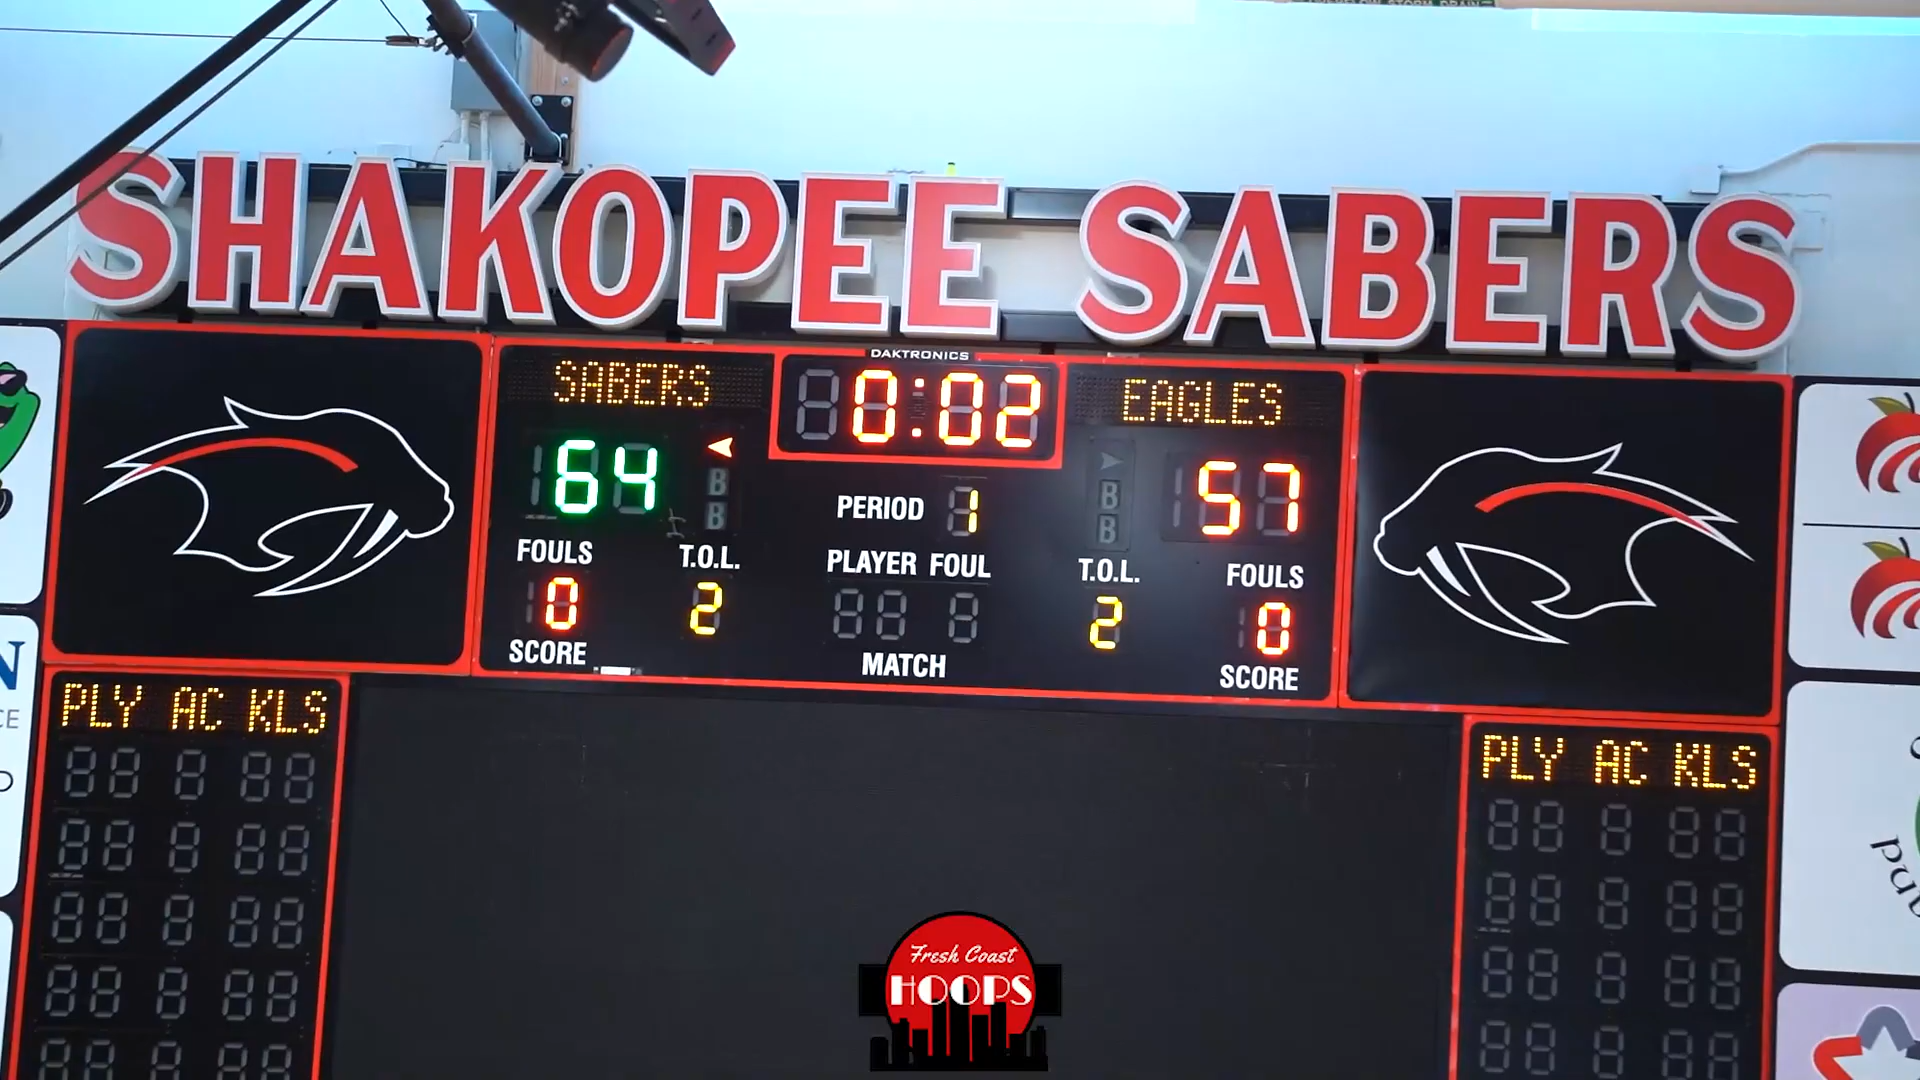 SHAKOPEE SABERS
DAKTRONICS
SABERS
0:02
EAGLES
64
B
B
PERIOD 1
B
B
57
FOULS
T.O.L.
PLAYER FOUL
T.O.L.
FOULS
0
2
2
0
SCORE
MATCH
SCORE
PLY AC KLS
PLY AC KLS
Fresh Coast
HOOPS